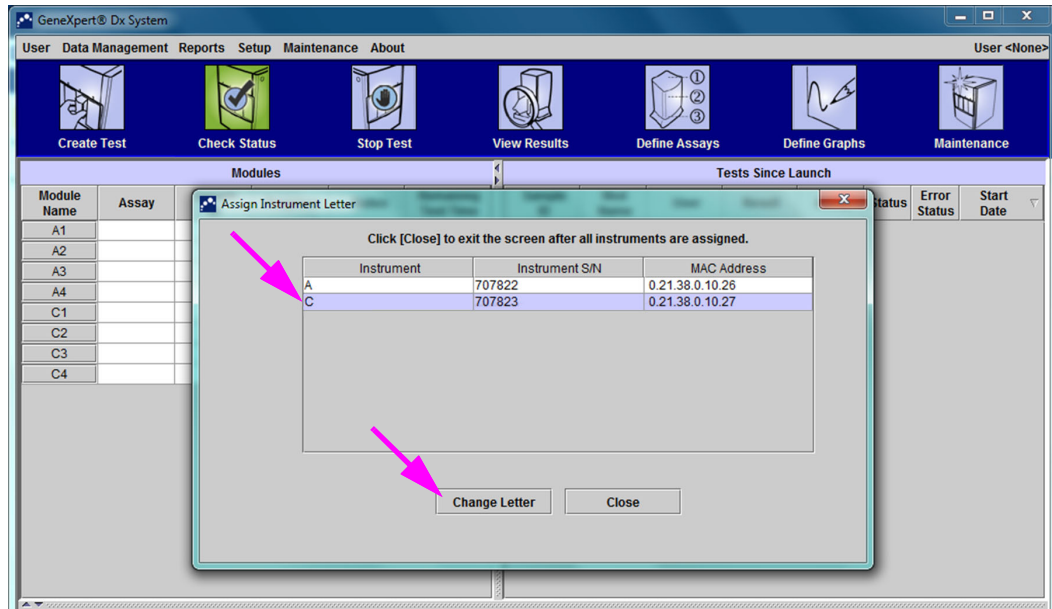 GeneXpert® Dx System
User Data Management Reports Setup Maintenance About User <None>
①
②
③
Create Test Check Status Stop Test View Results Define Assays Define Graphs Maintenance
Modules Tests Since Launch
Module Name Assay Status Error Status Start Date
Assign Instrument Letter
Click [Close] to exit the screen after all instruments are assigned.
Instrument Instrument S/N MAC Address
A 707822 0.21.38.0.10.26
C 707823 0.21.38.0.10.27
A1
A2
A3
A4
C1
C2
C3
C4
Change Letter Close